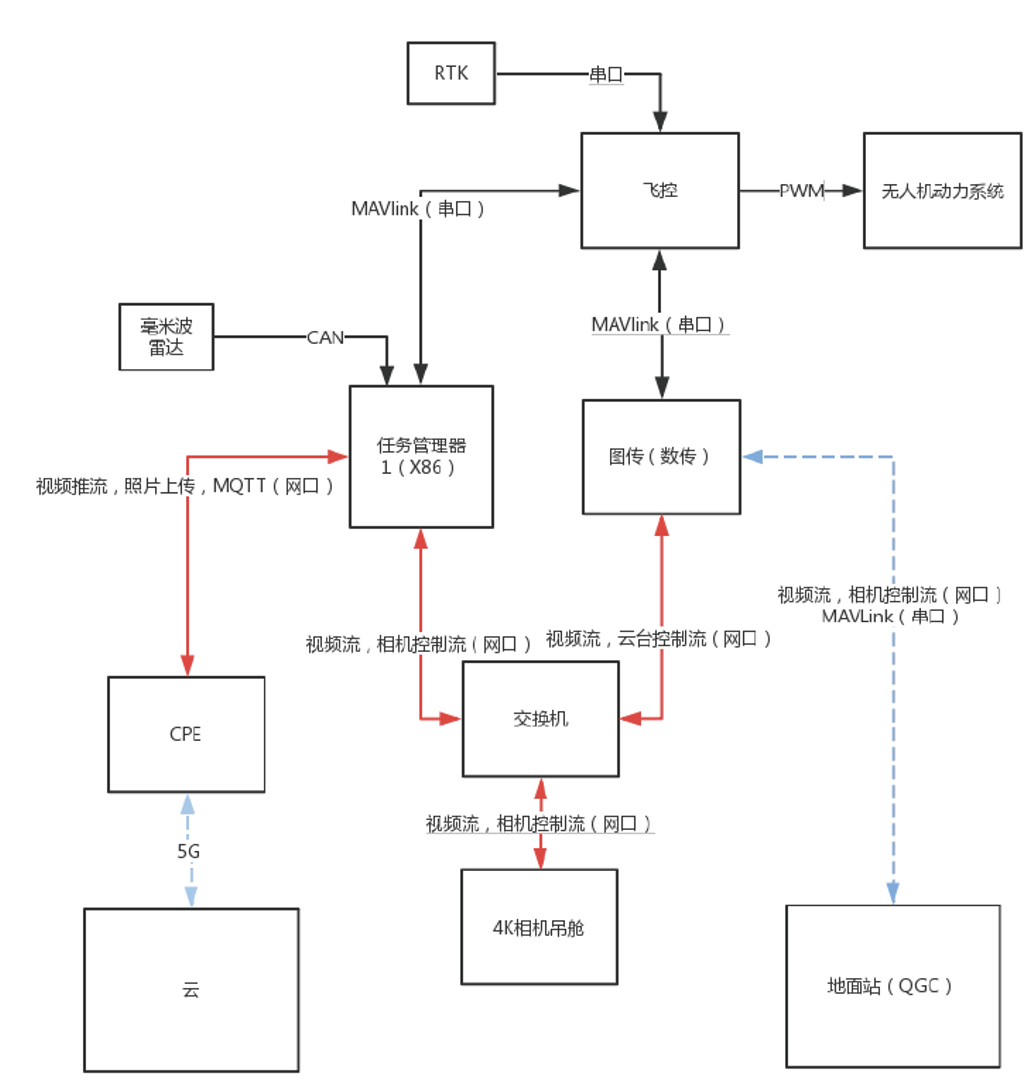 RTK
串口
飞控
PWM
无人机动力系统
MAVlink（串口）
毫米波
雷达
CAN
MAVlink（串口）
任务管理器
1（X86）
图传（数传）
视频推流，照片上传，MQTT（网口）
视频流，相机控制流（网口）
MAVLink（串口）
视频流，相机控制流（网口）
视频流，云台控制流（网口）
交换机
CPE
视频流，相机控制流（网口）
5G
4K相机吊舱
云
地面站（QGC）